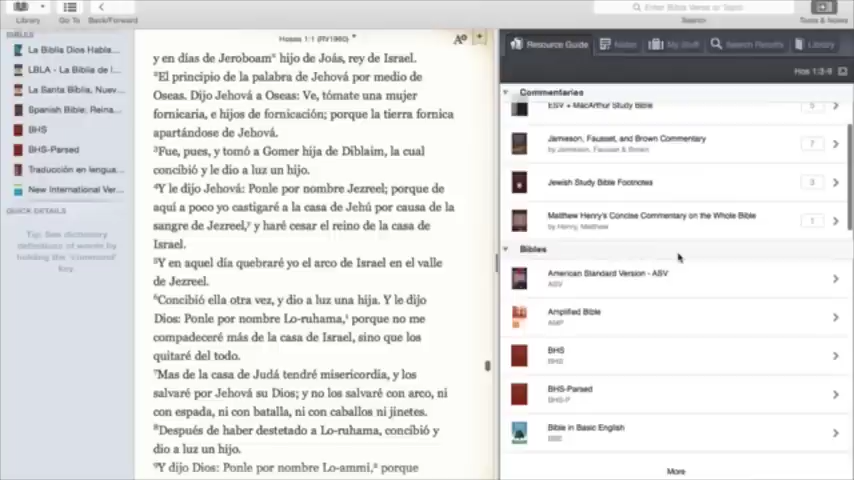 Library
Go To
Back/Forward
Hosea 1:1 (RV1960)
Enter Bible Verse or Topic
Search
Tools & Notes
BIBLES
La Biblia Dios Habla...
LBLA - La Biblia de l...
La Santa Biblia, Nuev...
Spanish Bible; Reina...
BHS
BHS-Parsed
Traducción en lengua...
New International Ver...
QUICK DETAILS
Tip: See dictionary
definitions of words by
holding the 'command'
key.
y en días de Jeroboam hijo de Joás, rey de Israel.
²El principio de la palabra de Jehová por medio de
Oseas. Dijo Jehová a Oseas: Ve, tómate una mujer
fornicaria, e hijos de fornicación; porque la tierra fornica
apartándose de Jehová.
³Fue, pues, y tomó a Gomer hija de Diblaim, la cual
concibió y le dio a luz un hijo.
⁴Y le dijo Jehová: Ponle por nombre Jezreel; porque de
aquí a poco yo castigaré a la casa de Jehú por causa de la
sangre de Jezreel, y haré cesar el reino de la casa de
Israel.
⁵Y en aquel día quebraré yo el arco de Israel en el valle
de Jezreel.
⁶Concibió ella otra vez, y dio a luz una hija. Y le dijo
Dios: Ponle por nombre Lo-ruhama, porque no me
compadeceré más de la casa de Israel, sino que los
quitaré del todo.
⁷Mas de la casa de Judá tendré misericordia, y los
salvaré por Jehová su Dios; y no los salvaré con arco, ni
con espada, ni con batalla, ni con caballos ni jinetes.
⁸Después de haber destetado a Lo-ruhama, concibió y
dio a luz un hijo.
⁹Y dijo Dios: Ponle por nombre Lo-ammi, porque
Resource Guide
Notes
My Stuff
Search Results
Library
Hos 1:3-9
Commentaries
ESV + MacArthur Study Bible
Jamieson, Fausset, and Brown Commentary 7
by Jamieson, Fausset & Brown
Jewish Study Bible Footnotes 3
Matthew Henry's Concise Commentary on the Whole Bible 1
by Henry, Matthew
Bibles
American Standard Version - ASV
ASV
Amplified Bible
AMP
BHS
BHS
BHS-Parsed
BHS-P
Bible in Basic English
BBE
More